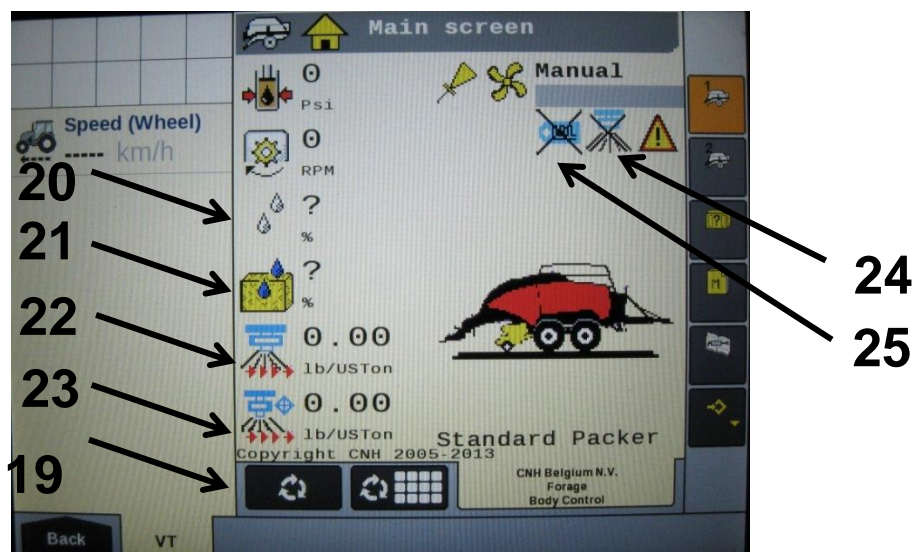 Main screen
0
Psi
Manual
Speed (Wheel)
----- km/h
0
RPM
1
2
20
?
%
21
?
%
M
24
22
0.00
lb/USTon
25
23
0.00
lb/USTon
Standard Packer
Copyright CNH 2005-2013
19
CNH Belgium N.V.
Forage
Body Control
Back
VT